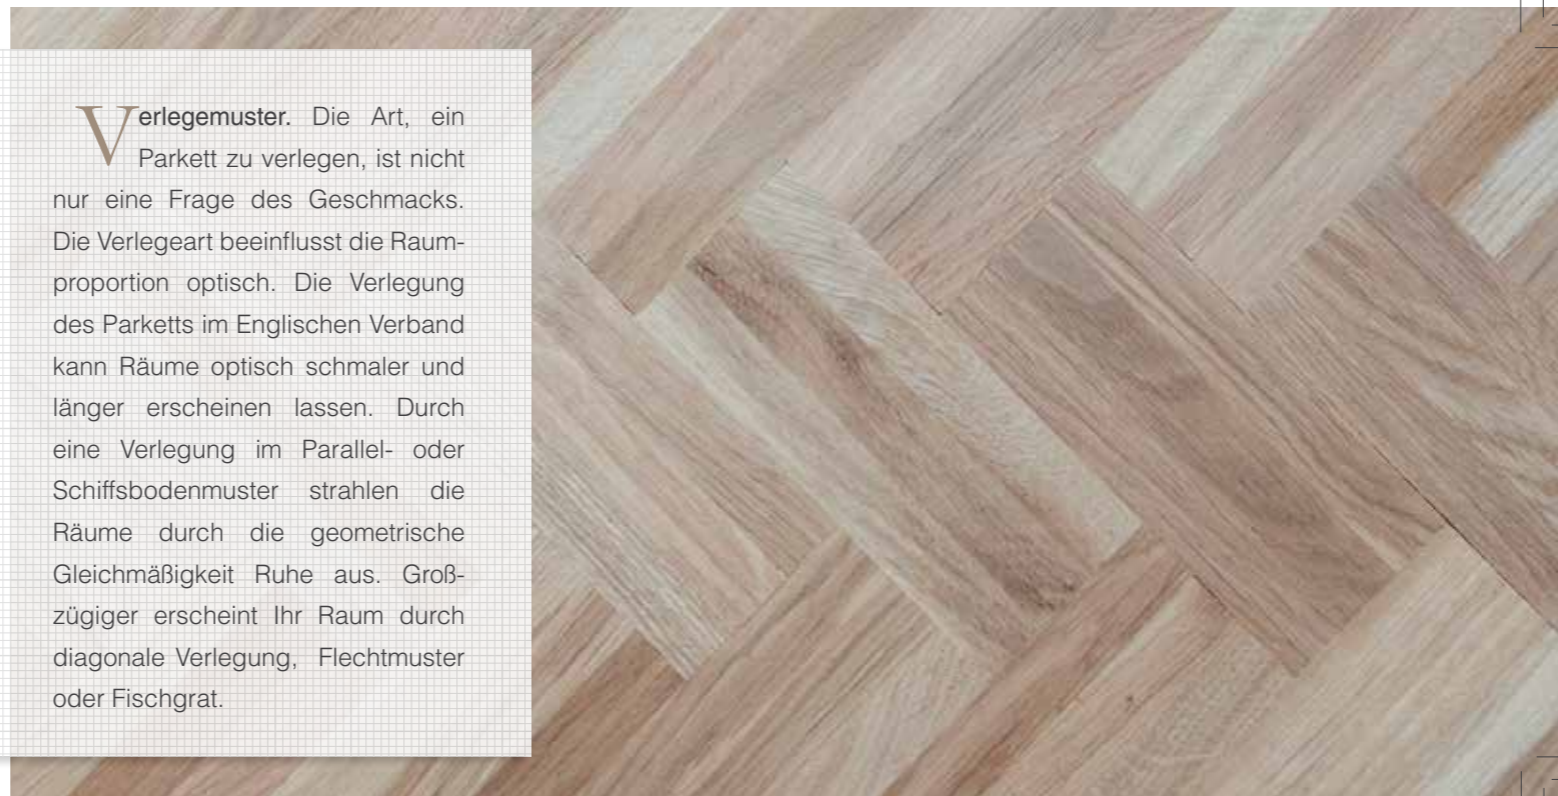 Verlegemuster. Die Art, ein
Parkett zu verlegen, ist nicht
nur eine Frage des Geschmacks.
Die Verlegeart beeinflusst die Raum-
proportion optisch. Die Verlegung
des Parketts im Englischen Verband
kann Räume optisch schmaler und
länger erscheinen lassen. Durch
eine Verlegung im Parallel- oder
Schiffsbodenmuster strahlen die
Räume durch die geometrische
Gleichmäßigkeit Ruhe aus. Groß-
zügiger erscheint Ihr Raum durch
diagonale Verlegung, Flechtmuster
oder Fischgrat.